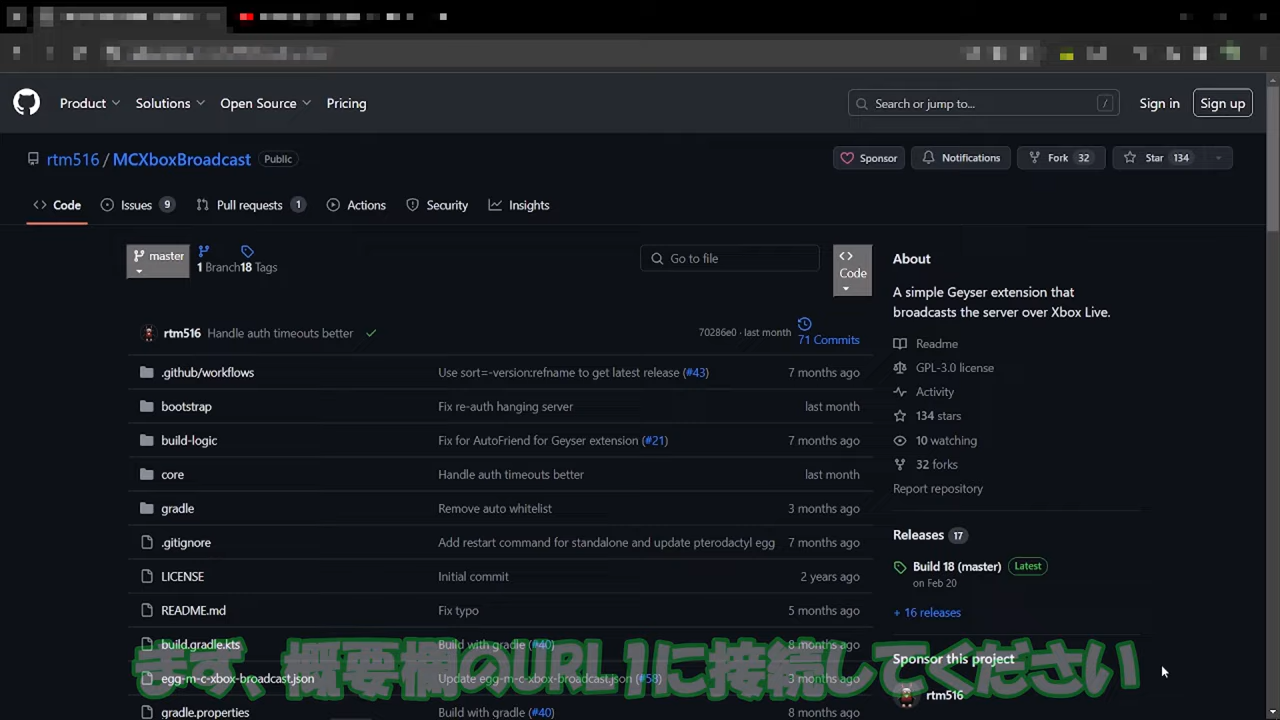 Product Solutions Open Source Pricing Search or jump to... / Sign in Sign up
rtm516 / MCXboxBroadcast Public Sponsor Notifications Fork 32 Star 134
Code Issues 9 Pull requests 1 Actions Security Insights
master 1 Branch 18 Tags Go to file <> Code
rtm516 Handle auth timeouts better 70286e0 · last month 71 Commits
.github/workflows Use sort=-version:refname to get latest release (#43) 7 months ago
bootstrap Fix re-auth hanging server last month
build-logic Fix for AutoFriend for Geyser extension (#21) 7 months ago
core Handle auth timeouts better last month
gradle Remove auto whitelist 3 months ago
.gitignore Add restart command for standalone and update pterodactyl egg 7 months ago
LICENSE Initial commit 2 years ago
README.md Fix typo 5 months ago
build.gradle.kts Build with gradle (#40) 8 months ago
egg-m-c-xbox-broadcast.json Update egg-m-c-xbox-broadcast.json (#58) 3 months ago
gradle.properties Build with gradle (#40) 8 months ago
About
A simple Geyser extension that
broadcasts the server over Xbox Live.
Readme
GPL-3.0 license
Activity
134 stars
10 watching
32 forks
Report repository
Releases 17
Build 18 (master) Latest
on Feb 20
+ 16 releases
Sponsor this project
rtm516
まず、概要欄のURL1に接続してください